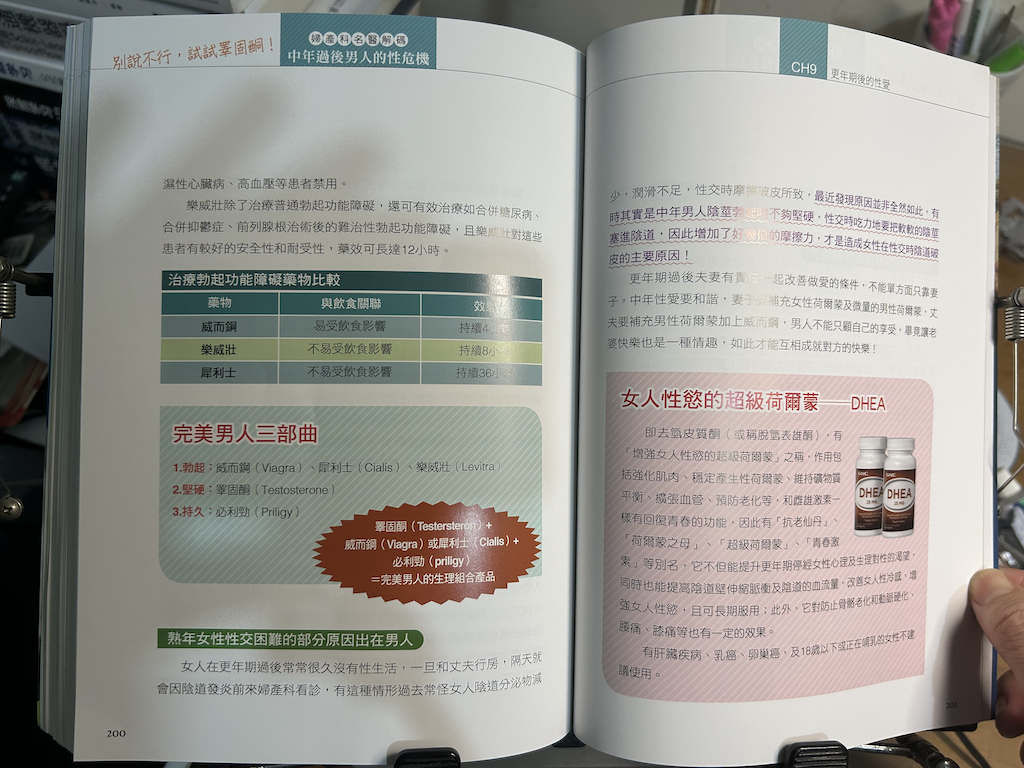 別說不行，試試睪固酮！
婦產科名醫解碼
中年過後男人的性危機
濕性心臟病、高血壓等患者禁用。
樂威壯除了治療普通勃起功能障礙，還可有效治療如合併糖尿病、
合併抑鬱症、前列腺根治術後的難治性勃起功能障礙，且樂威壯對這些
患者有較好的安全性和耐受性，藥效可長達12小時。
治療勃起功能障礙藥物比較
藥物 與飲食關聯 效
威而鋼 易受飲食影響 持續4小時
樂威壯 不易受飲食影響 持續8小時
犀利士 不易受飲食影響 持續36小時
完美男人三部曲
1.勃起：威而鋼（Viagra）、犀利士（Cialis）、樂威壯（Levitra）
2.堅硬：睪固酮（Testosterone）
3.持久：必利勁（Priligy）
睪固酮（Testersteron）+
威而鋼（Viagra）或犀利士（Cialis）+
必利勁（priligy）
＝完美男人的生理組合產品
熟年女性性交困難的部分原因出在男人
女人在更年期過後常常很久沒有性生活，一旦和丈夫行房，隔天就
會因陰道發炎前來婦產科看診，有這種情形過去常怪女人陰道分泌物減
200
CH9
更年期後的性愛
少，潤滑不足，性交時摩擦破皮所致，最近發現原因並非全然如此，有
時其實是中年男人陰莖勃起時不夠堅硬，性交時吃力地要把軟軟的陰莖
塞進陰道，因此增加了好幾倍的摩擦力，才是造成女性在性交時陰道破
皮的主要原因！
更年期過後夫妻有責任一起改善做愛的條件，不能單方面只靠妻
子。中年性愛要和諧，妻子要補充女性荷爾蒙及微量的男性荷爾蒙，丈
夫要補充男性荷爾蒙加上威而鋼，男人不能只顧自己的享受，畢竟讓老
婆快樂也是一種情趣，如此才能互相成就對方的快樂！
女人性慾的超級荷爾蒙——DHEA
即去氫皮質酮（或稱脫氫表雄酮），有
「增強女人性慾的超級荷爾蒙」之稱，作用包
括強化肌肉、穩定產生性荷爾蒙、維持礦物質
平衡、擴張血管、預防老化等，和雌雄激素一
樣有回復青春的功能，因此有「抗老仙丹」、
「荷爾蒙之母」、「超級荷爾蒙」、「青春激
素」等別名，它不但能提升更年期停經女性心理及生理對性的渴望，
同時也能提高陰道壁伸縮脈衝及陰道的血流量，改善女人性冷感，增
強女人性慾，且可長期服用；此外，它對防止骨骼老化和動脈硬化、
腰痛、膝痛等也有一定的效果。
有肝臟疾病、乳癌、卵巢癌，及18歲以下或正在哺乳的女性不建
議使用。
GNC
DHEA
25 MG
DHEA
25 MG
201